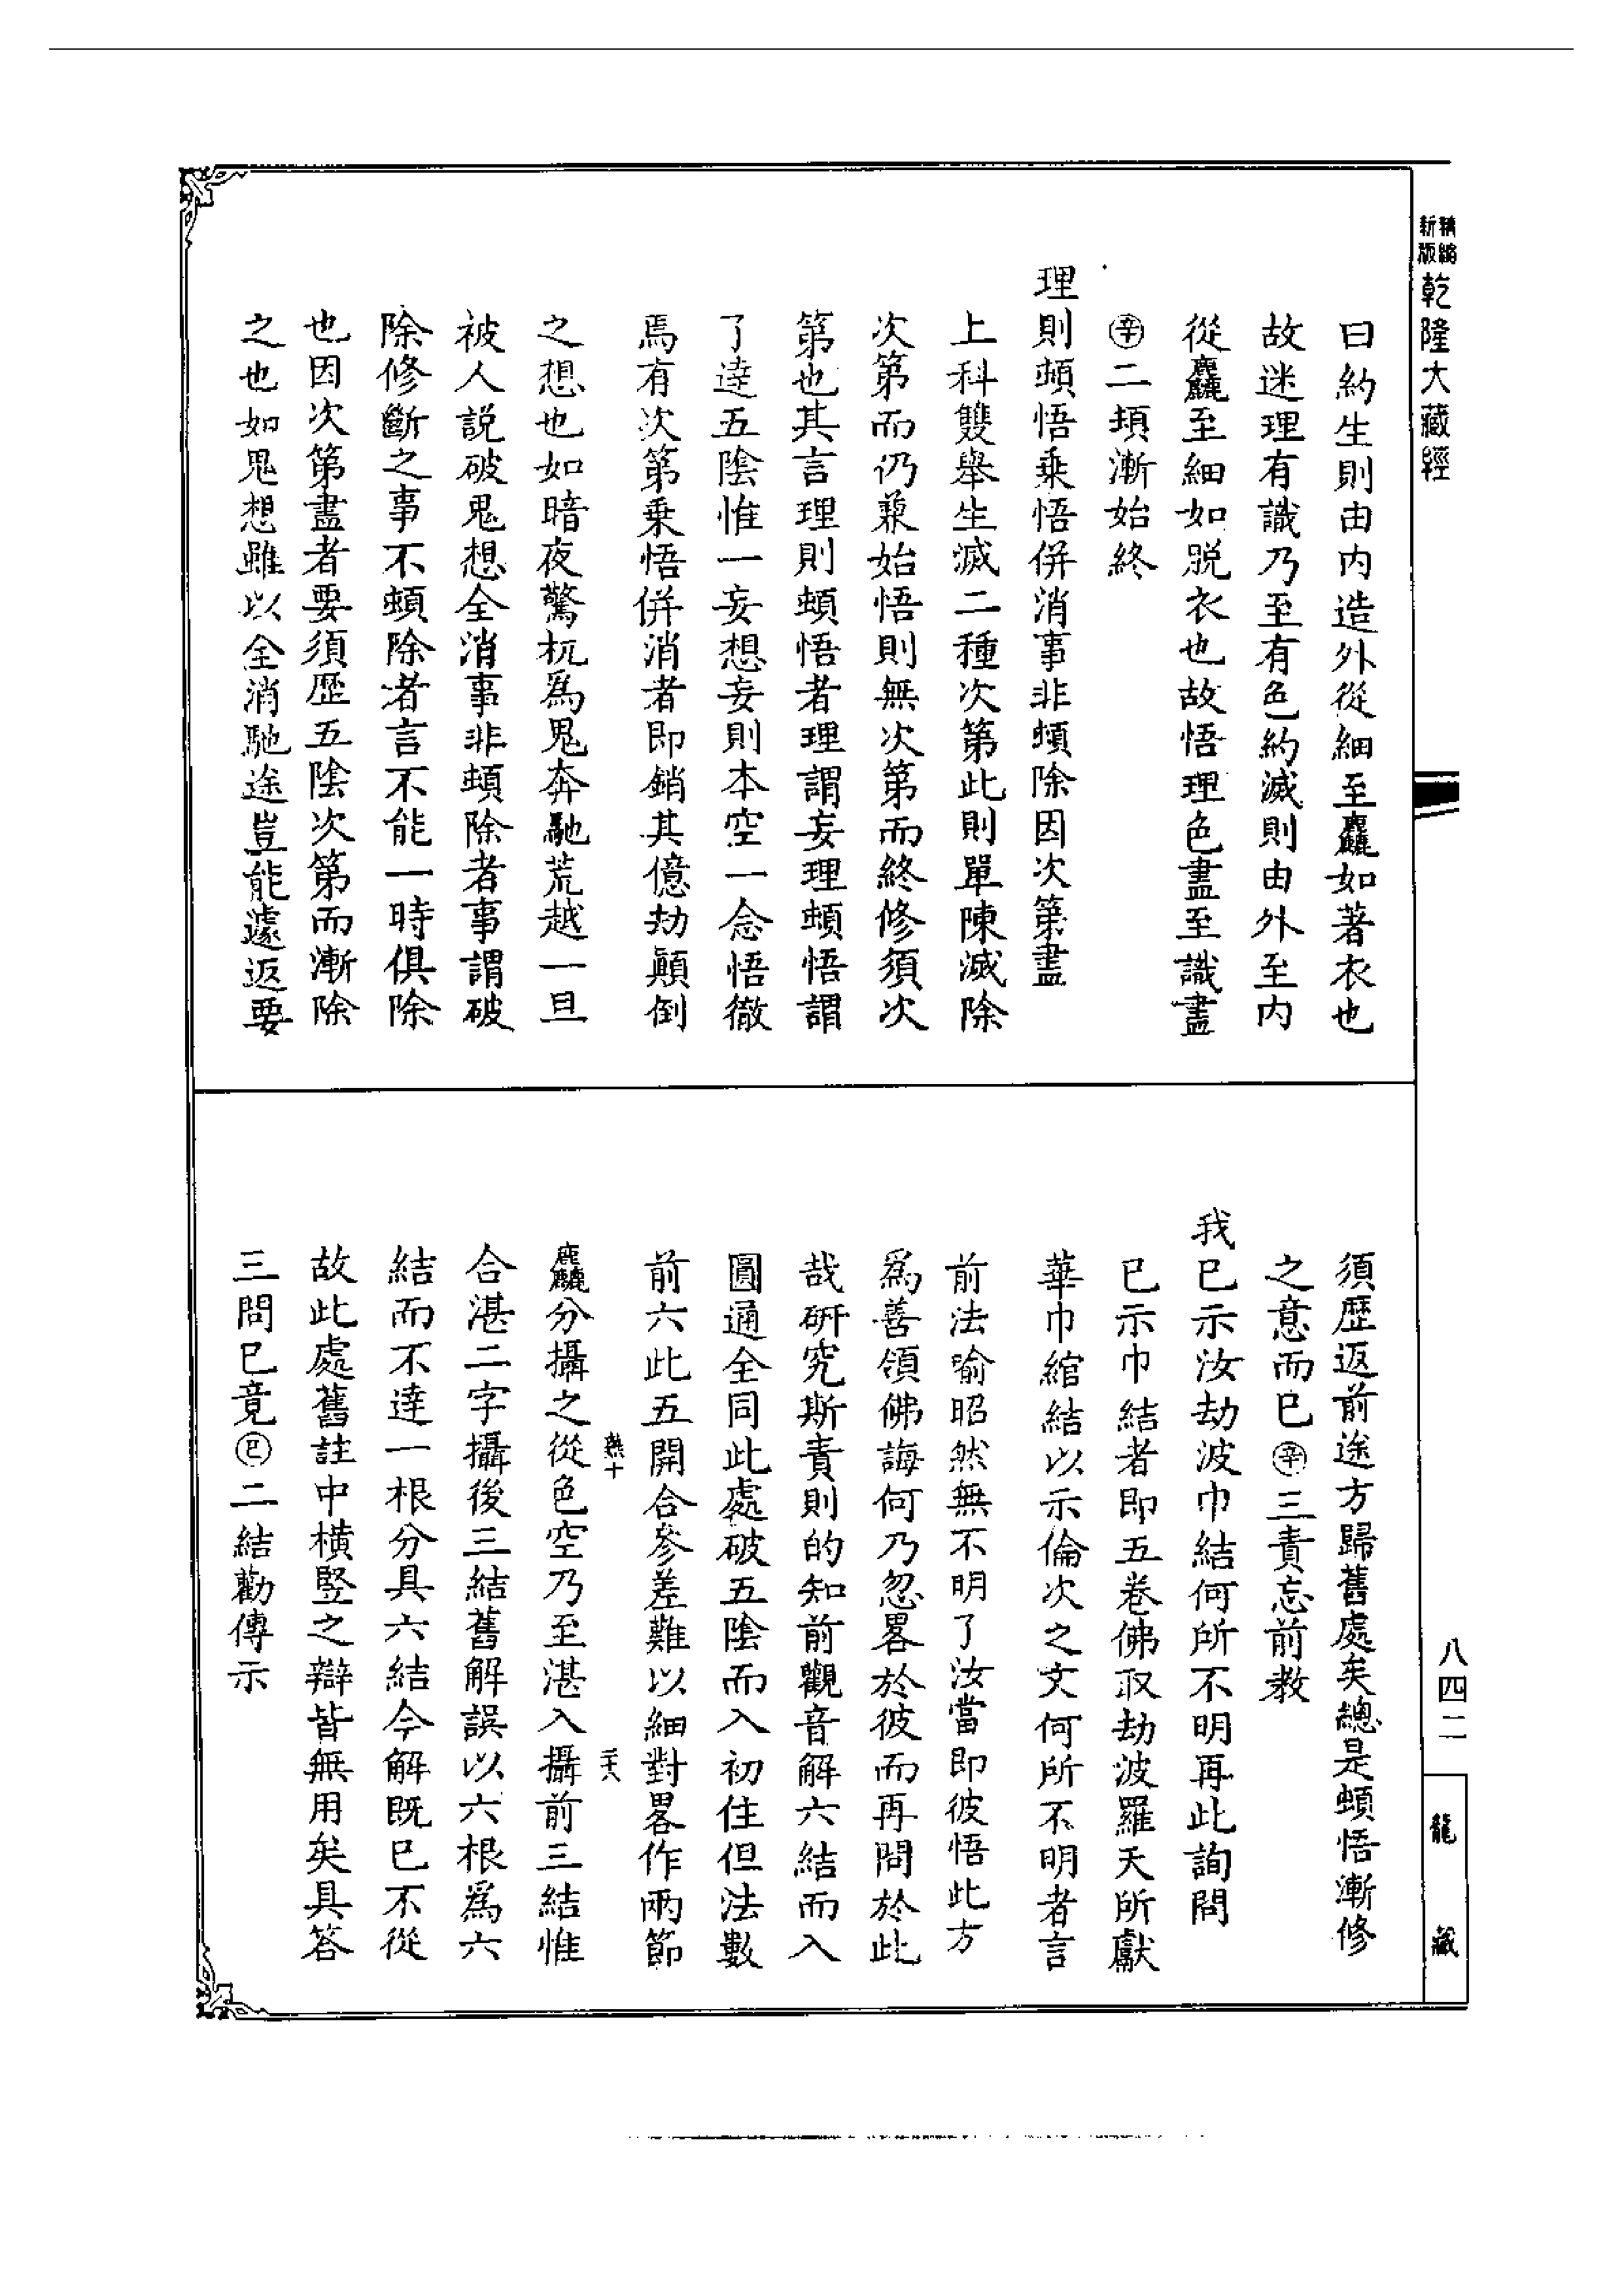 精縮
新版
乾隆大藏經
曰約生則由内造外從細至麤如著衣也
故迷理有識乃至有色約滅則由外至内
從麤至細如脱衣也故悟理色盡至識盡
㊛二頓漸始終
理則頓悟乗悟併消事非頓除因次第盡
上科雙舉生滅二種次第此則單陳滅除
次第而仍兼始悟則無次第而終修須次
第也其言理則頓悟者理謂妄理頓悟謂
了達五陰惟一妄想妄則本空一念悟徹
焉有次第乗悟併消者即銷其億劫顛倒
之想也如暗夜驚杌爲鬼奔馳荒越一旦
被人説破鬼想全消事非頓除者事謂破
除修斷之事不頓除者言不能一時俱除
也因次第盡者要須歴五陰次第而漸除
之也如鬼想雖以全消馳途豈能遽返要
須歴返前途方歸舊處矣總是頓悟漸修
之意而已辛三責忘前教
我已示汝劫波巾結何所不明再此詢問
已示巾結者即五卷佛取劫波羅天所獻
華巾綰結以示倫次之文何所不明者言
前法喻昭然無不明了汝當即彼悟此方
爲善領佛誨何乃忽畧於彼而再問於此
哉研究斯責則的知前觀音解六結而入
圓通全同此處破五陰而入初住但法數
前六此五開合參差難以細對畧作兩節
熱十
二十八
麤分攝之從色空乃至湛入攝前三結惟
合湛二字攝後三結舊解誤以六根爲六
結而不達一根分具六結今解既已不從
故此處舊註中横竪之辯皆無用矣具答
三問已竟巳二結勸傳示
八四二
龍藏